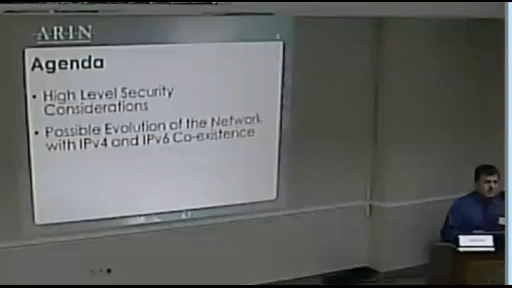 ARIN
Agenda
• High Level Security
Considerations
• Possible Evolution of the Network
with IPv4 and IPv6 Co-existence